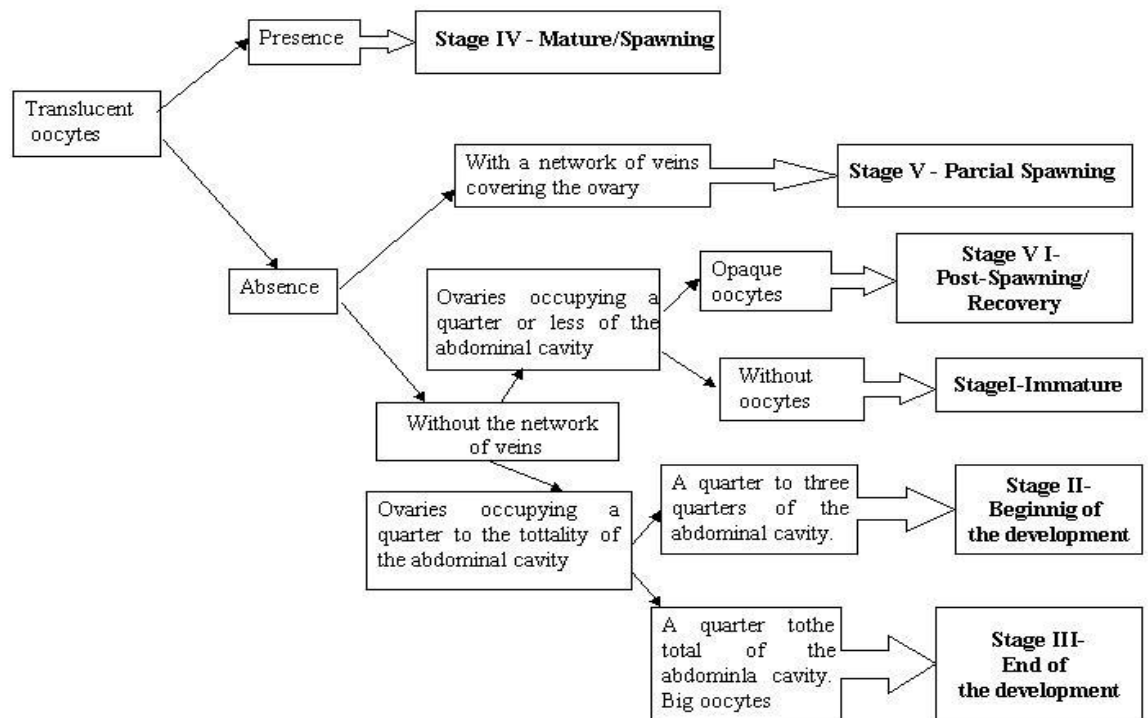 Presence
Stage IV - Mature/Spawning
Translucent
oocytes
With a network of veins
covering the ovary
Stage V - Parcial Spawning
Absence
Ovaries occupying a
quarter or less of the
abdominal cavity
Opaque
oocytes
Stage V I-
Post-Spawning/
Recovery
Without
oocytes
StageI-Immature
Without the network
of veins
Ovaries occupying a
quarter to the tottality of
the abdominal cavity
A quarter to three
quarters of the
abdominal cavity.
Stage II-
Beginnig of
the development
A quarter tothe
total of the
abdominla cavity.
Big oocytes
Stage III-
End of
the development